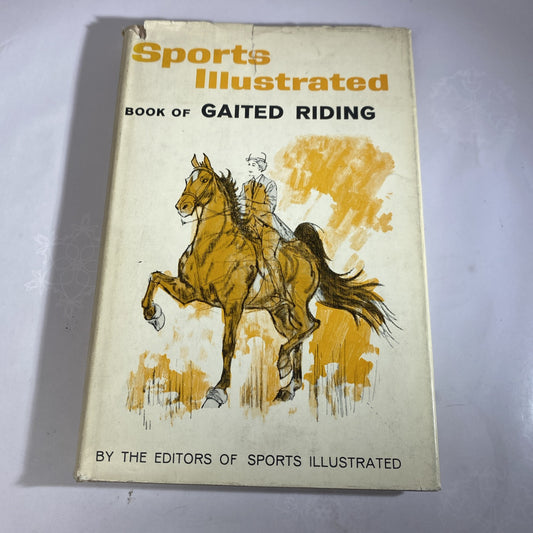 Sports
Illustrated
BOOK OF GAITED RIDING
BY THE EDITORS OF SPORTS ILLUSTRATED